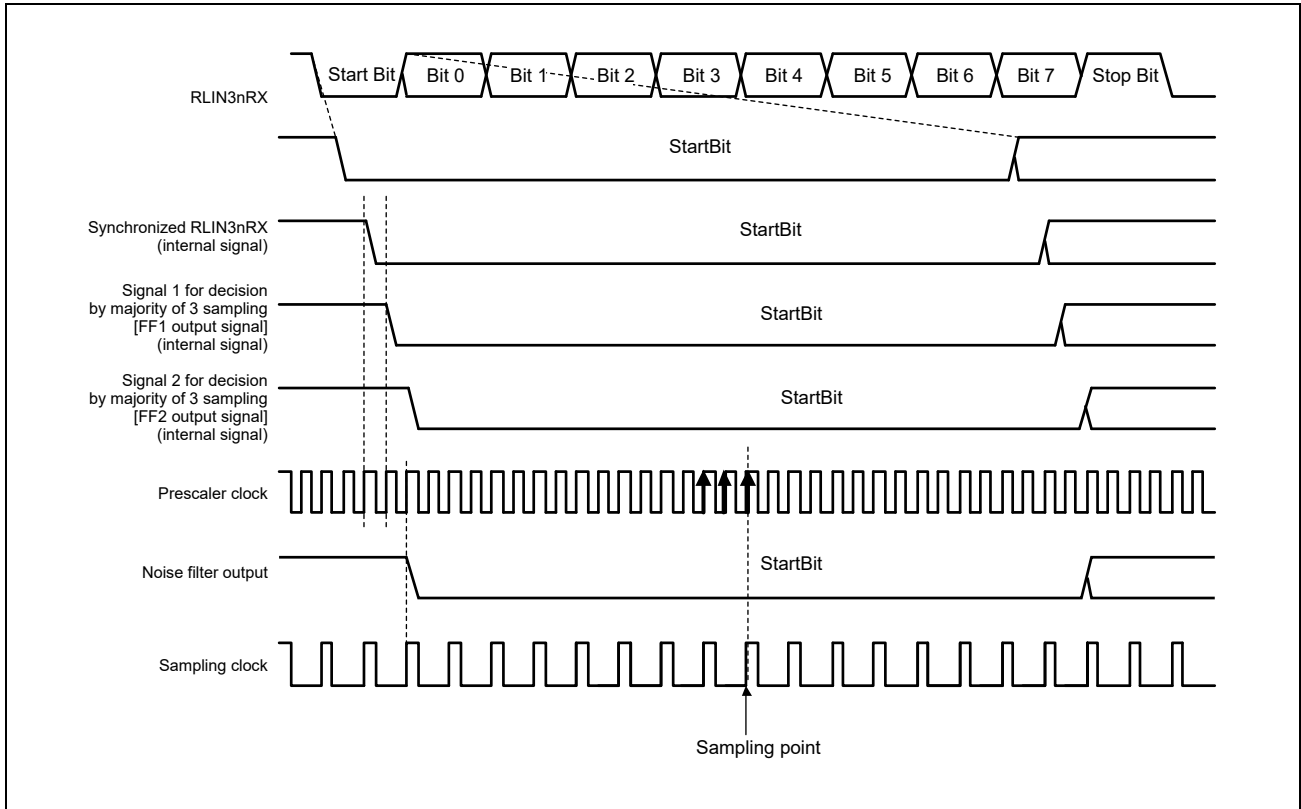 RLIN3nRX
Start Bit Bit 0 Bit 1 Bit 2 Bit 3 Bit 4 Bit 5 Bit 6 Bit 7 Stop Bit
StartBit
Synchronized RLIN3nRX
(internal signal)
StartBit
Signal 1 for decision
by majority of 3 sampling
[FF1 output signal]
(internal signal)
StartBit
Signal 2 for decision
by majority of 3 sampling
[FF2 output signal]
(internal signal)
StartBit
Prescaler clock
Noise filter output
StartBit
Sampling clock
Sampling point